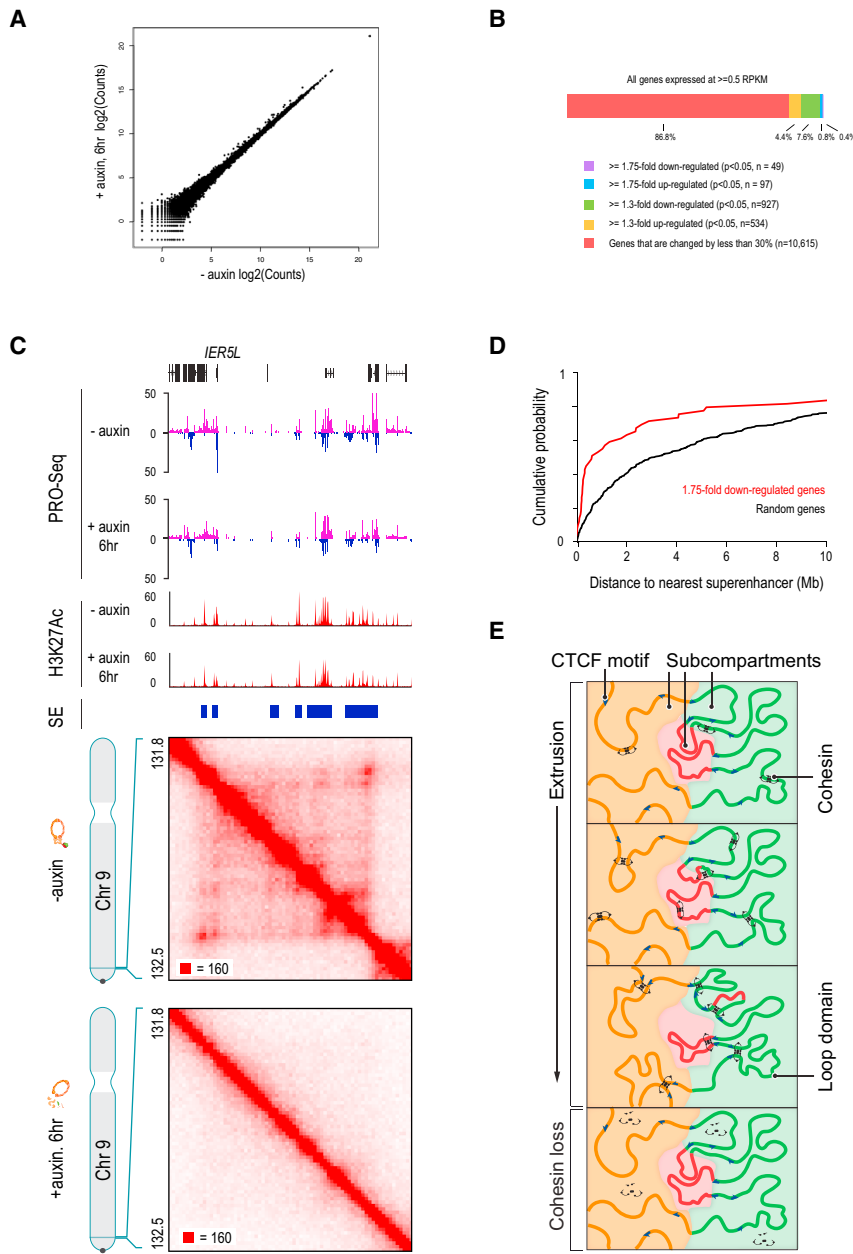 A
+ auxin, 6hr log2(Counts)
20
15
10
5
0
0
5
10
15
20
- auxin log2(Counts)
B
All genes expressed at >=0.5 RPKM
86.8%
4.4%
7.6%
0.8%
0.4%
>= 1.75-fold down-regulated (p<0.05, n = 49)
>= 1.75-fold up-regulated (p<0.05, n = 97)
>= 1.3-fold down-regulated (p<0.05, n=927)
>= 1.3-fold up-regulated (p<0.05, n=534)
Genes that are changed by less than 30% (n=10,615)
C
IER5L
PRO-Seq
- auxin
50
0
50
+ auxin
6hr
50
0
50
H3K27Ac
- auxin
60
0
+ auxin
6hr
60
0
SE
-auxin
Chr 9
131.8
132.5
= 160
+auxin. 6hr
Chr 9
131.8
132.5
= 160
D
Cumulative probability
1
0
1.75-fold down-regulated genes
Random genes
0
2
4
6
8
10
Distance to nearest superenhancer (Mb)
E
CTCF motif
Subcompartments
Extrusion
Cohesin
Loop domain
Cohesin loss